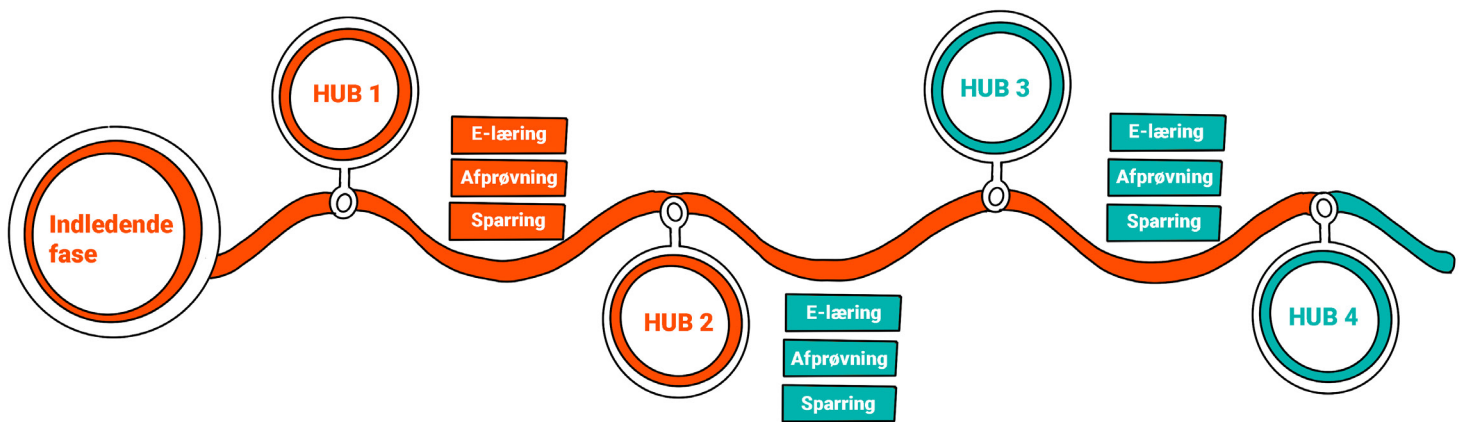 Indledende
fase
HUB 1
E-læring
Afprøvning
Sparring
HUB 2
E-læring
Afprøvning
Sparring
HUB 3
E-læring
Afprøvning
Sparring
HUB 4